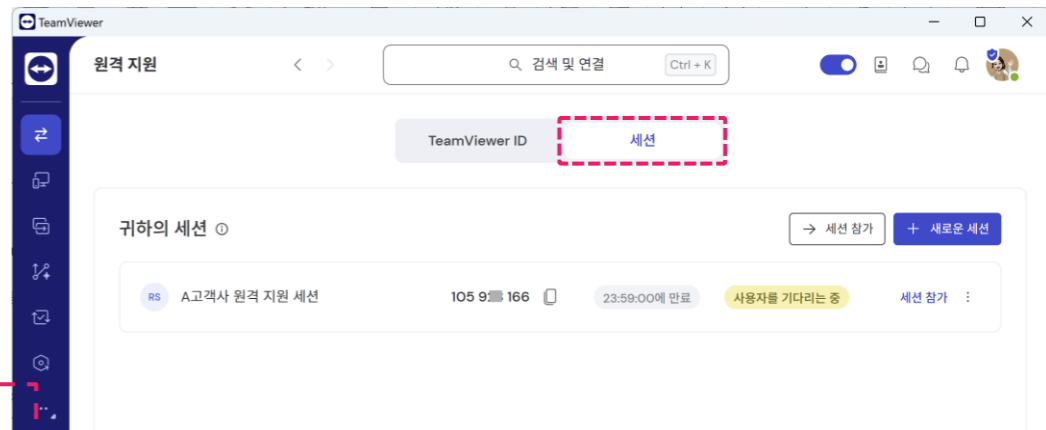 TeamViewer
원격 지원
검색 및 연결 Ctrl + K
TeamViewer ID 세션
귀하의 세션
세션 참가 + 새로운 세션
RS A고객사 원격 지원 세션 105 9 166 23:59:00에 만료 사용자를 기다리는 중 세션 참가